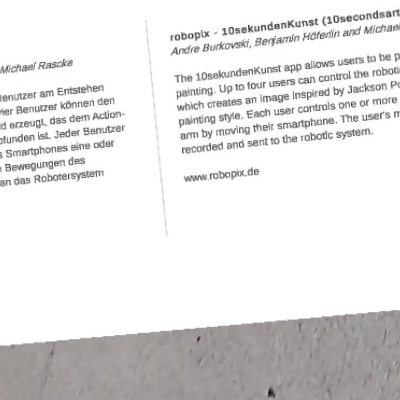 Michael Rascke
Benutzer am Entstehen
vier Benutzer können den
erzeugt, das dem Action-
ist. Jeder Benutzer
Smartphones eine oder
Bewegungen des
an das Robotersystem
robopix - 10sekundenKunst (10secondsart
Andre Burkovski, Benjamin Höferlin and Michael
The 10sekundenKunst app allows users to be
painting. Up to four users can control the
which creates an image inspired by Jackson
painting style. Each user controls one or more
arm by moving their smartphone. The user's
recorded and sent to the robotic system.
www.robopix.de